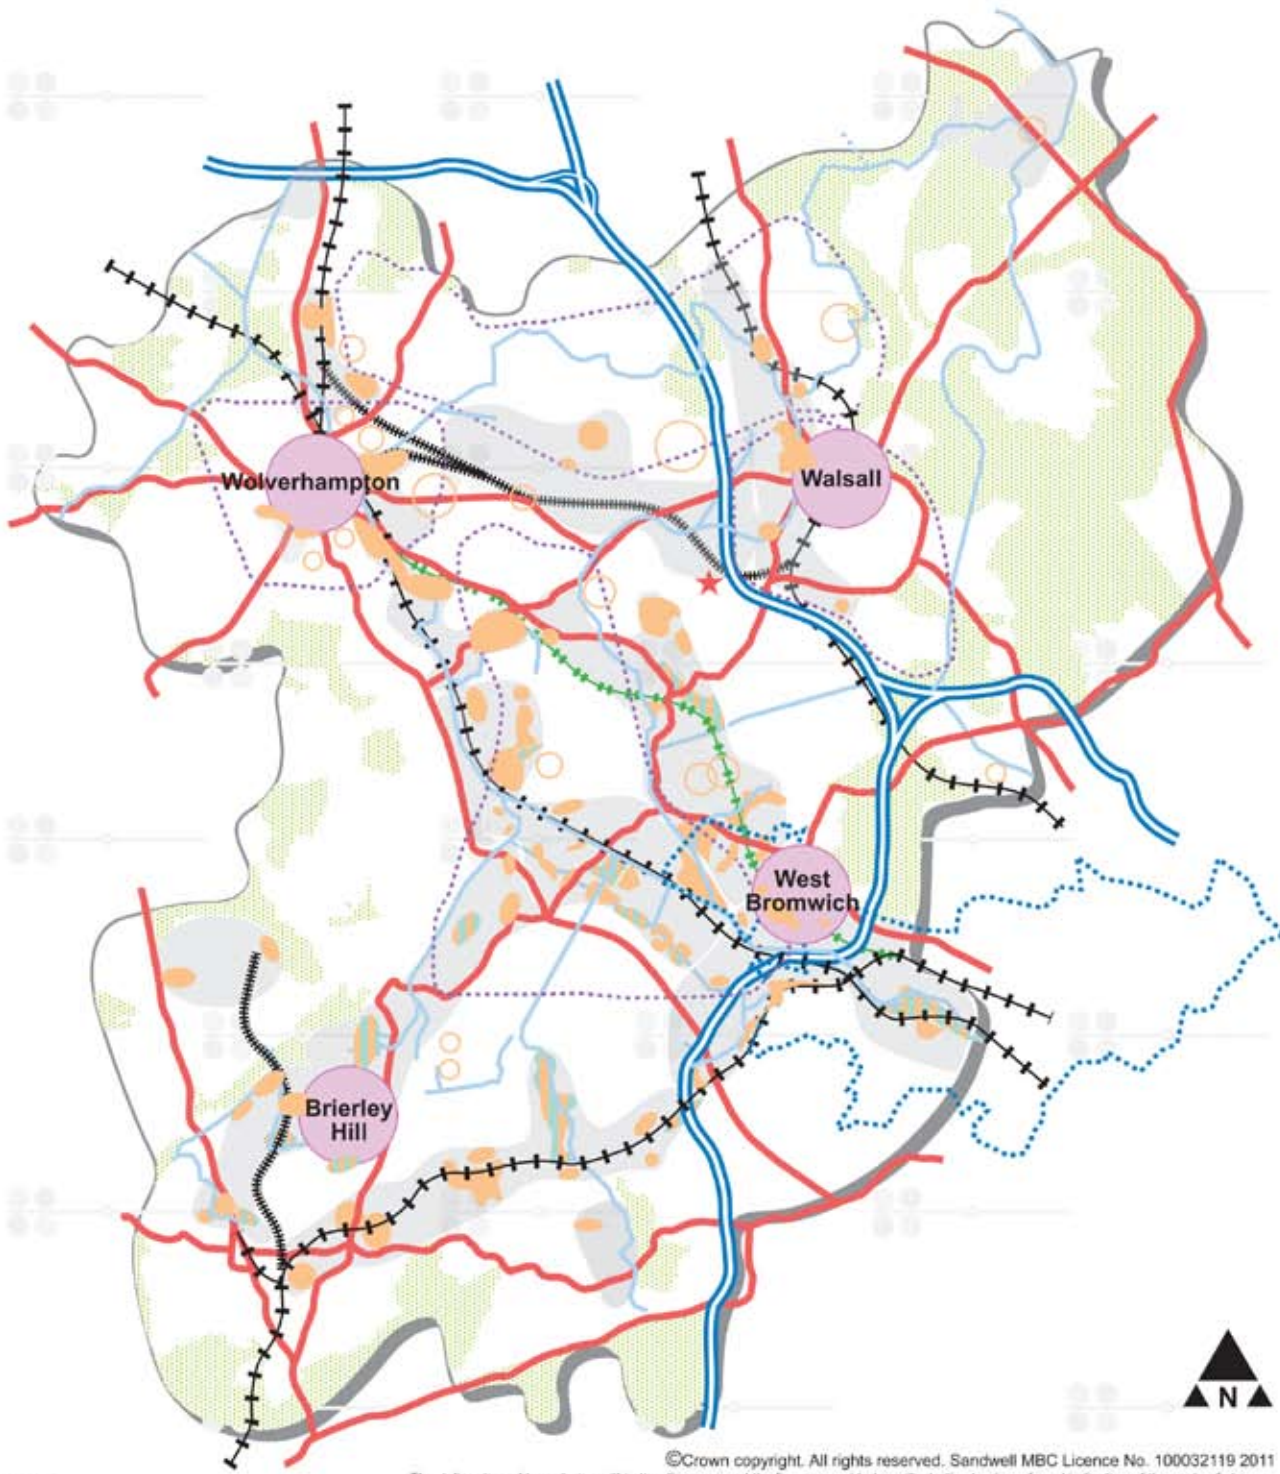 Wolverhampton
Walsall
West
Bromwich
Brierley
Hill
N
©Crown copyright. All rights reserved. Sandwell MBC Licence No. 100032119 2011